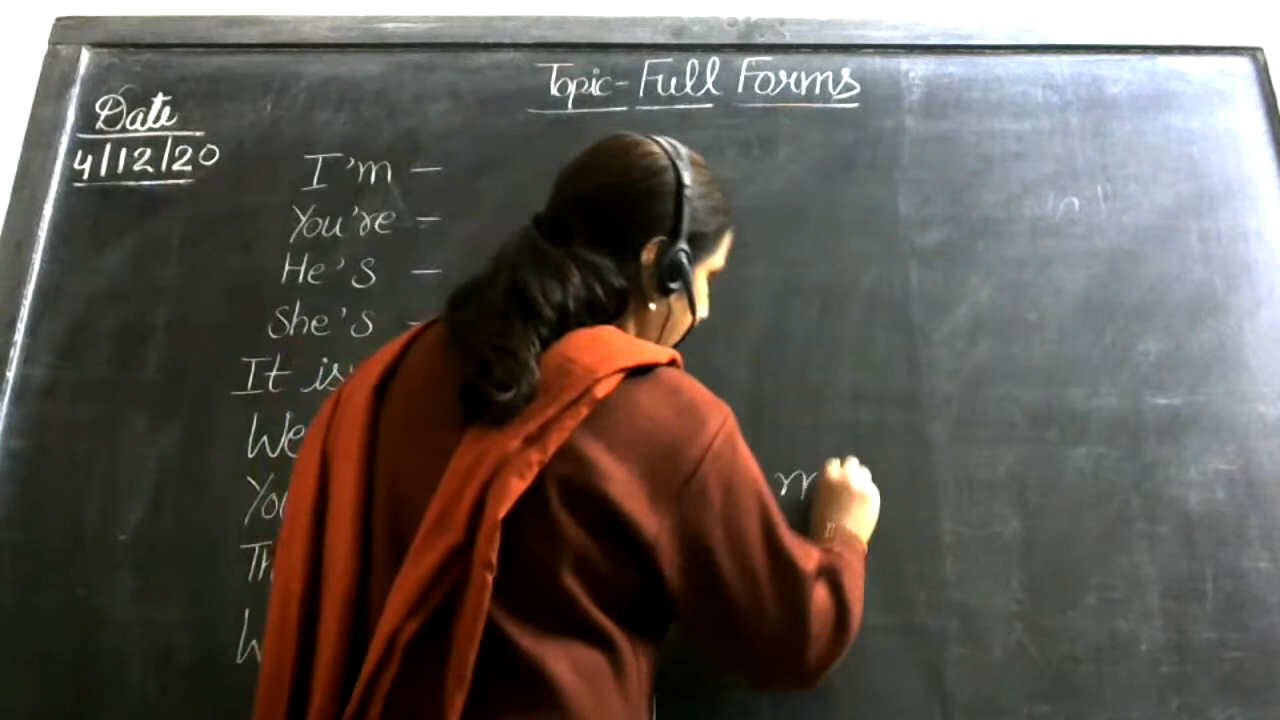 Topic - Full Forms
Date
4/12/20
I'm -
You're -
He's -
She's -
It is
We
You
Th
W
m